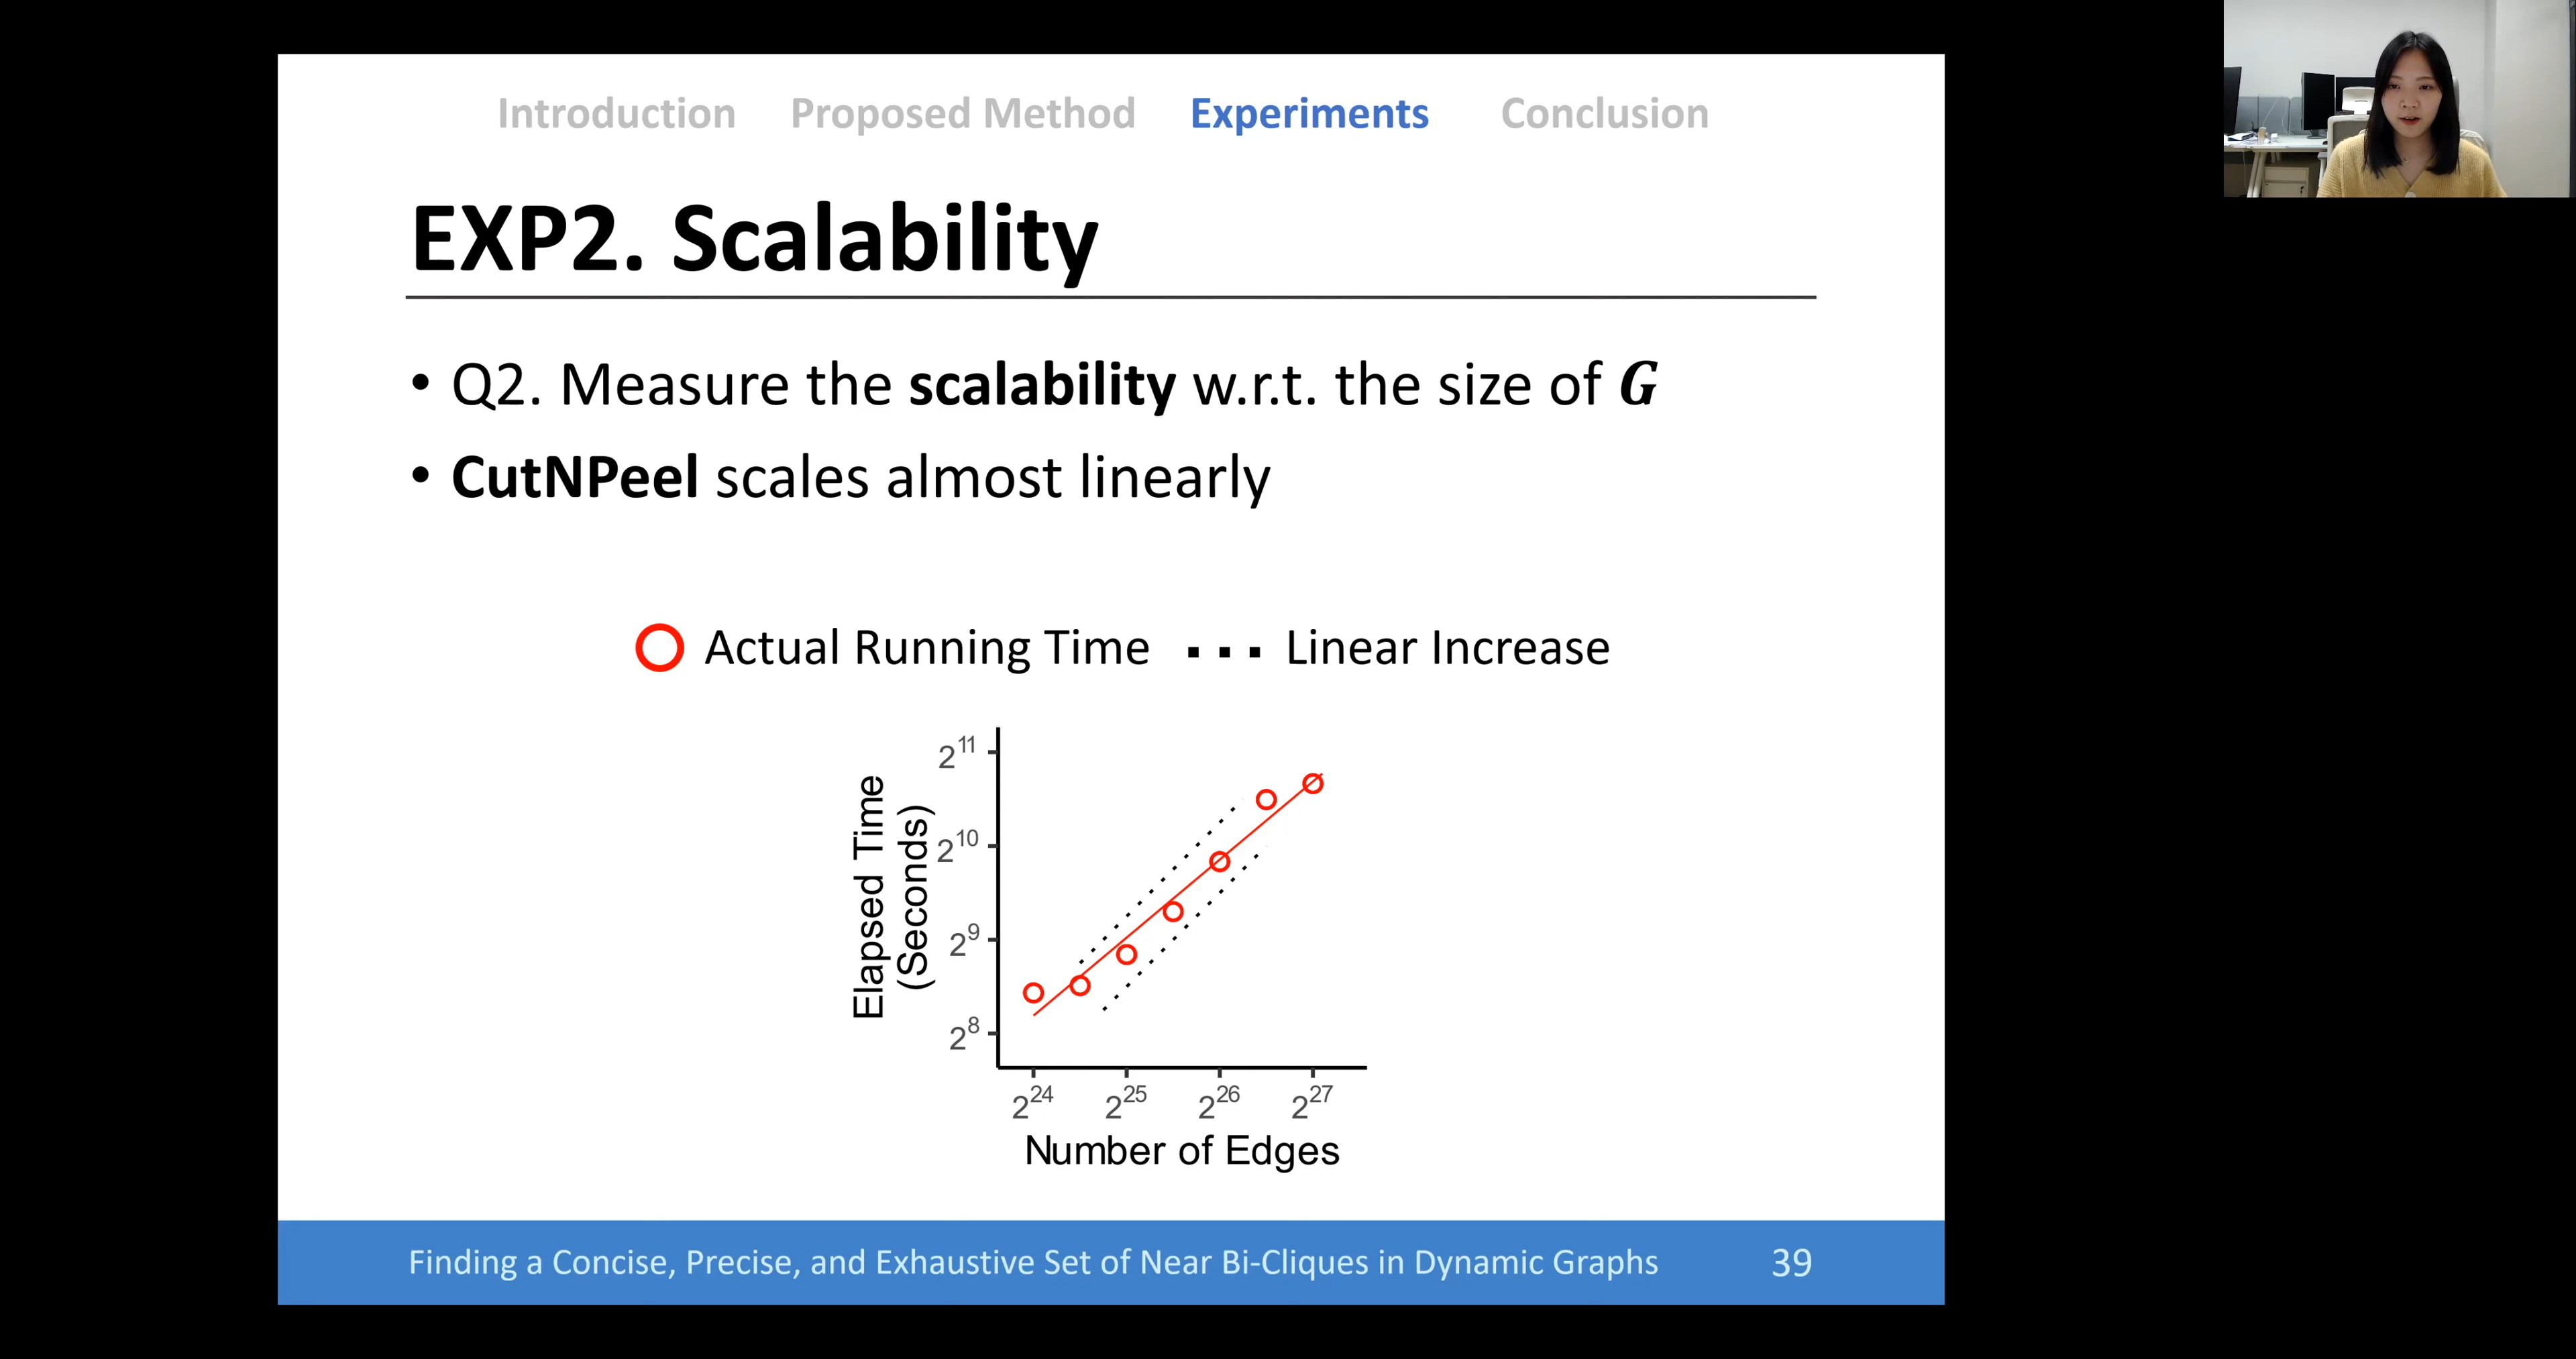 Introduction Proposed Method Experiments Conclusion
EXP2. Scalability
• Q2. Measure the scalability w.r.t. the size of G
• CutNPeel scales almost linearly
Actual Running Time ... Linear Increase
Elapsed Time
(Seconds)
2^11
2^10
2^9
2^8
2^24 2^25 2^26 2^27
Number of Edges
Finding a Concise, Precise, and Exhaustive Set of Near Bi-Cliques in Dynamic Graphs 39